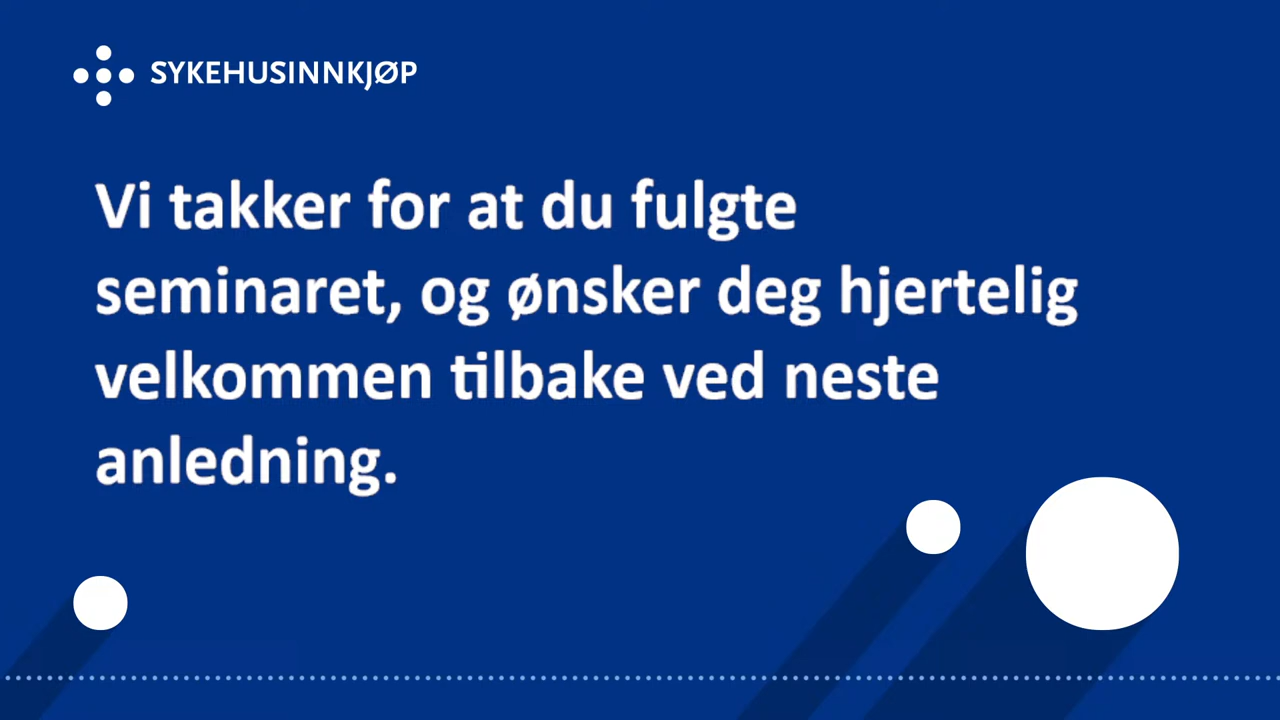 SYKEHUSINNKJØP
Vi takker for at du fulgte
seminaret, og ønsker deg hjertelig
velkommen tilbake ved neste
anledning.